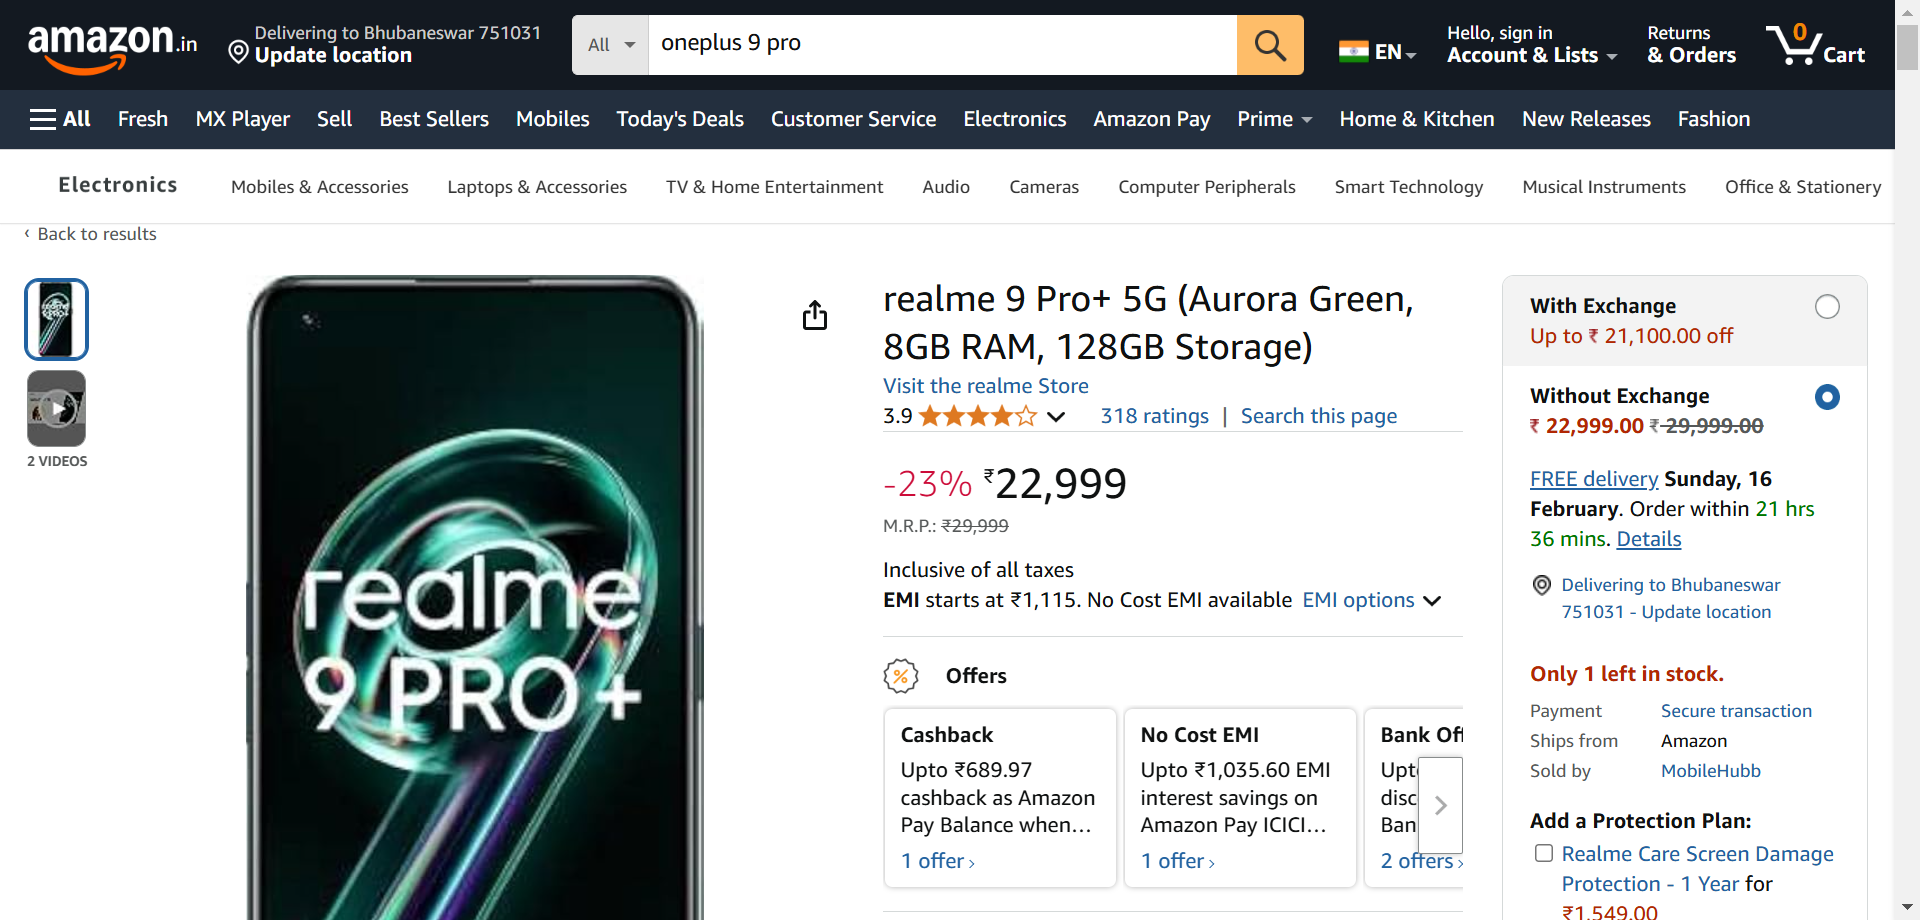 amazon.in
Delivering to Bhubaneswar 751031
Update location
All
oneplus 9 pro
EN
Hello, sign in
Account & Lists
Returns
& Orders
0
Cart
All Fresh MX Player Sell Best Sellers Mobiles Today's Deals Customer Service Electronics Amazon Pay Prime Home & Kitchen New Releases Fashion
Electronics Mobiles & Accessories Laptops & Accessories TV & Home Entertainment Audio Cameras Computer Peripherals Smart Technology Musical Instruments Office & Stationery
‹ Back to results
2 VIDEOS
realme
9 PRO+
realme 9 Pro+ 5G (Aurora Green,
8GB RAM, 128GB Storage)
Visit the realme Store
3.9 318 ratings | Search this page
-23% ₹22,999
M.R.P.: ₹29,999
Inclusive of all taxes
EMI starts at ₹1,115. No Cost EMI available EMI options
% Offers
Cashback
Upto ₹689.97
cashback as Amazon
Pay Balance when…
1 offer ›
No Cost EMI
Upto ₹1,035.60 EMI
interest savings on
Amazon Pay ICICI…
1 offer ›
Bank Off
Upt
disc
Ban
2 offers ›
With Exchange
Up to ₹ 21,100.00 off
Without Exchange
₹ 22,999.00 ₹ 29,999.00
FREE delivery Sunday, 16
February. Order within 21 hrs
36 mins. Details
Delivering to Bhubaneswar
751031 - Update location
Only 1 left in stock.
Payment Secure transaction
Ships from Amazon
Sold by MobileHubb
Add a Protection Plan:
Realme Care Screen Damage
Protection - 1 Year for
₹1,549.00